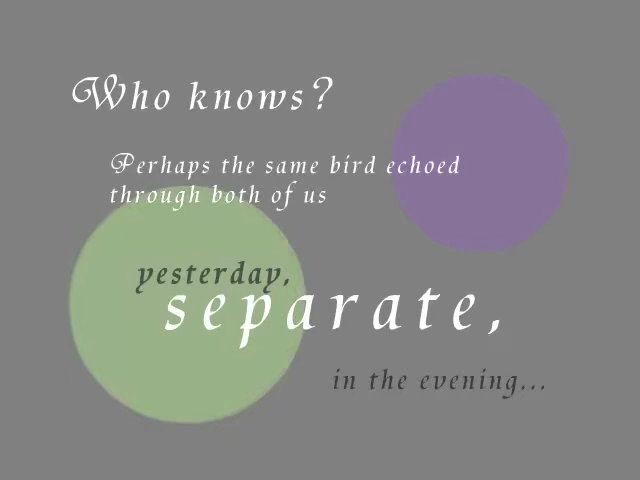 Who knows?
Perhaps the same bird echoed
through both of us
yesterday,
separate,
in the evening...